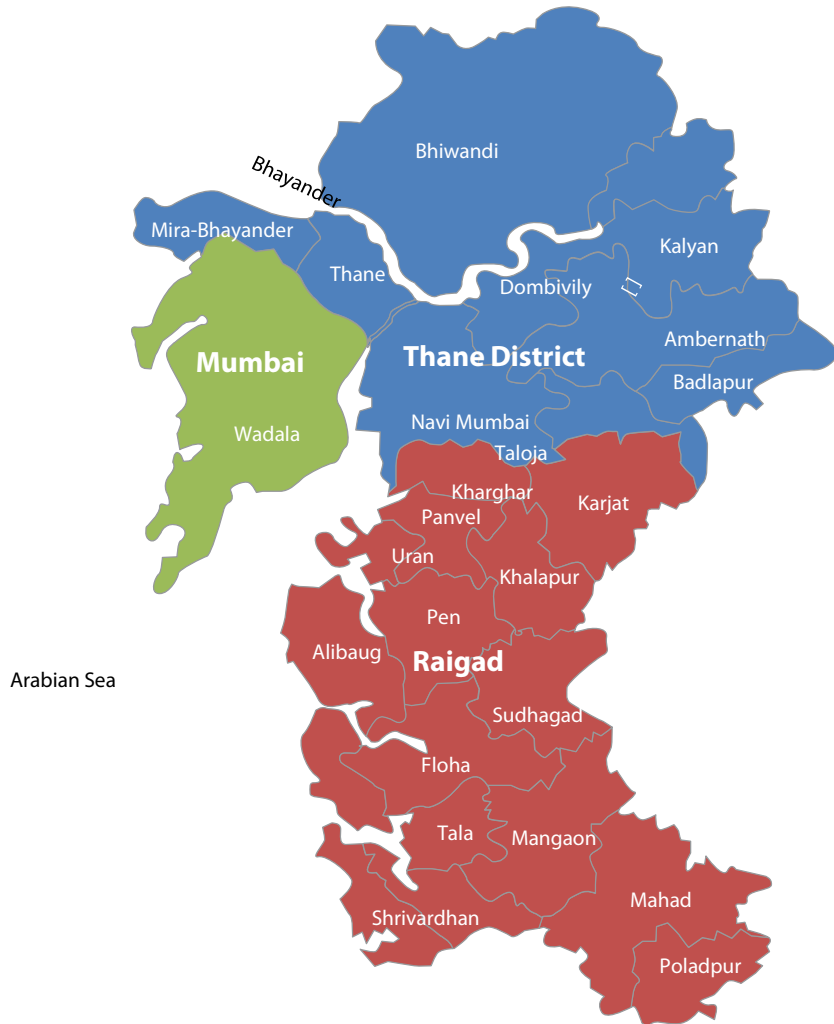 Bhiwandi
Bhayander
Mira-Bhayander
Kalyan
Thane
Dombivily
Ambernath
Mumbai
Thane District
Badlapur
Navi Mumbai
Wadala
Taloja
Kharghar
Karjat
Panvel
Uran
Khalapur
Pen
Alibaug
Raigad
Arabian Sea
Sudhagad
Floha
Tala
Mangaon
Mahad
Shrivardhan
Poladpur